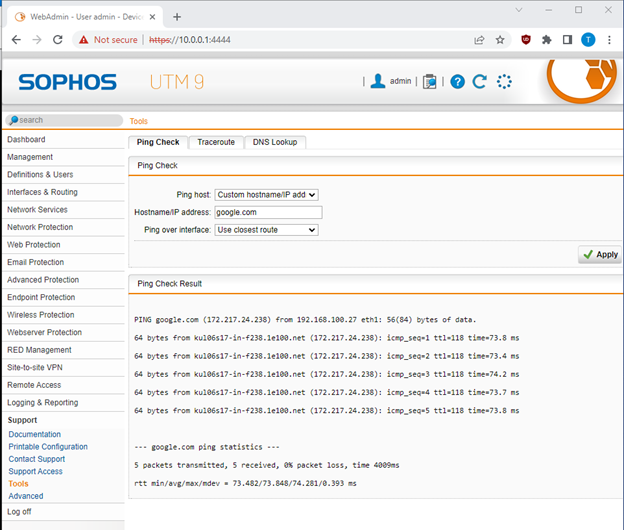 WebAdmin - User admin - Devic
Not secure | https://10.0.0.1:4444
T
SOPHOS UTM 9
admin
search
Tools
Dashboard
Management
Definitions & Users
Interfaces & Routing
Network Services
Network Protection
Web Protection
Email Protection
Advanced Protection
Endpoint Protection
Wireless Protection
Webserver Protection
RED Management
Site-to-site VPN
Remote Access
Logging & Reporting
Support
Documentation
Printable Configuration
Contact Support
Support Access
Tools
Advanced
Log off
Ping Check Traceroute DNS Lookup
Ping Check
Ping host: Custom hostname/IP add
Hostname/IP address: google.com
Ping over interface: Use closest route
Apply
Ping Check Result
PING google.com (172.217.24.238) from 192.168.100.27 eth1: 56(84) bytes of data.
64 bytes from kul06s17-in-f238.1e100.net (172.217.24.238): icmp_seq=1 ttl=118 time=73.8 ms
64 bytes from kul06s17-in-f238.1e100.net (172.217.24.238): icmp_seq=2 ttl=118 time=73.4 ms
64 bytes from kul06s17-in-f238.1e100.net (172.217.24.238): icmp_seq=3 ttl=118 time=74.2 ms
64 bytes from kul06s17-in-f238.1e100.net (172.217.24.238): icmp_seq=4 ttl=118 time=73.7 ms
64 bytes from kul06s17-in-f238.1e100.net (172.217.24.238): icmp_seq=5 ttl=118 time=73.8 ms
--- google.com ping statistics ---
5 packets transmitted, 5 received, 0% packet loss, time 4009ms
rtt min/avg/max/mdev = 73.482/73.848/74.281/0.393 ms